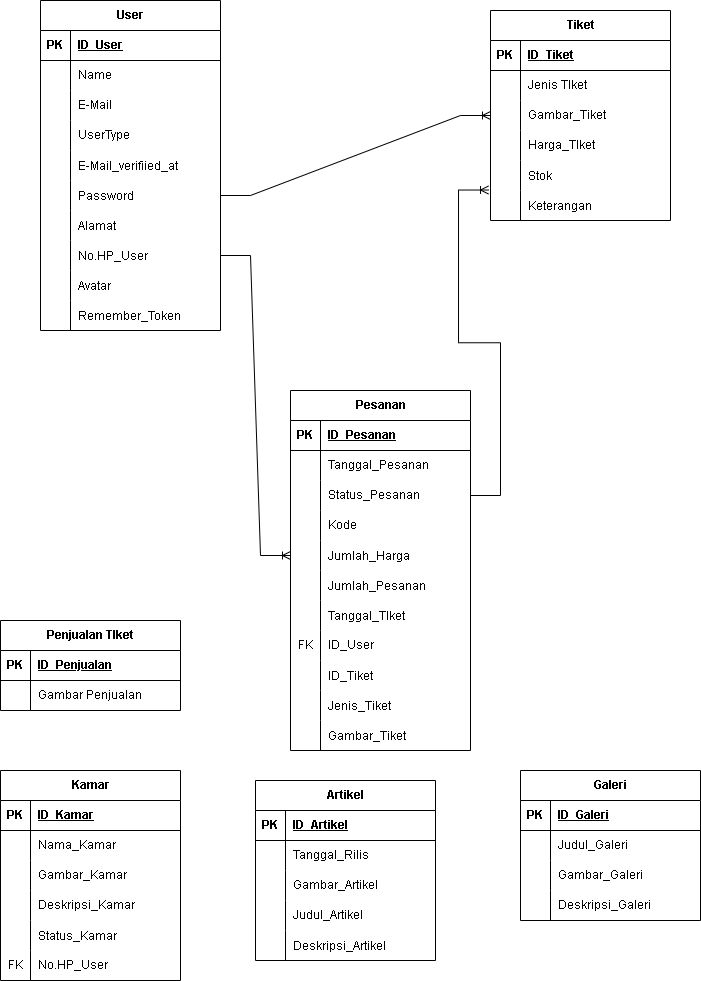 User
PK ID_User
Name
E-Mail
UserType
E-Mail_verifiied_at
Password
Alamat
No.HP_User
Avatar
Remember_Token
Tiket
PK ID_Tiket
Jenis TIket
Gambar_Tiket
Harga_TIket
Stok
Keterangan
Pesanan
PK ID_Pesanan
Tanggal_Pesanan
Status_Pesanan
Kode
Jumlah_Harga
Jumlah_Pesanan
Tanggal_TIket
FK ID_User
ID_Tiket
Jenis_Tiket
Gambar_Tiket
Penjualan TIket
PK ID_Penjualan
Gambar Penjualan
Kamar
PK ID_Kamar
Nama_Kamar
Gambar_Kamar
Deskripsi_Kamar
Status_Kamar
FK No.HP_User
Artikel
PK ID_Artikel
Tanggal_Rilis
Gambar_Artikel
Judul_Artikel
Deskripsi_Artikel
Galeri
PK ID_Galeri
Judul_Galeri
Gambar_Galeri
Deskripsi_Galeri